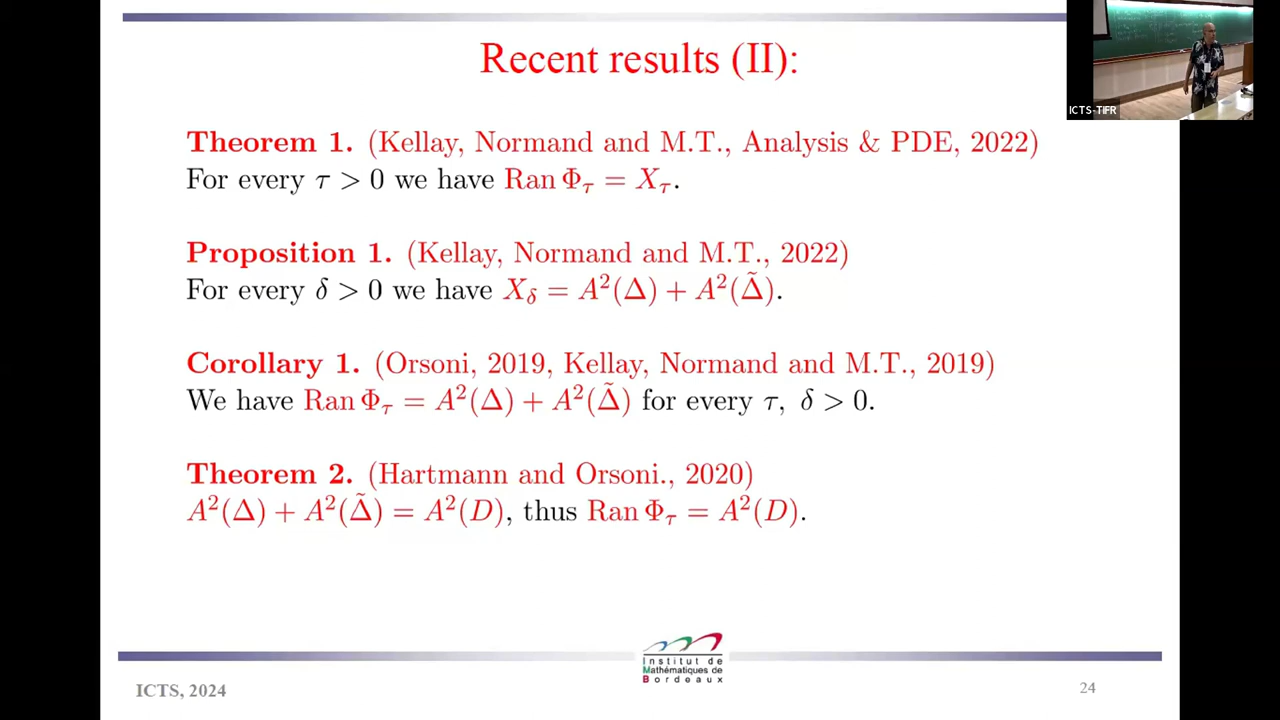 Recent results (II):
ICTS-TIFR
Theorem 1. (Kellay, Normand and M.T., Analysis & PDE, 2022)
For every τ > 0 we have Ran Φ_τ = X_τ.
Proposition 1. (Kellay, Normand and M.T., 2022)
For every δ > 0 we have X_δ = A²(Δ) + A²(Δ̃).
Corollary 1. (Orsoni, 2019, Kellay, Normand and M.T., 2019)
We have Ran Φ_τ = A²(Δ) + A²(Δ̃) for every τ, δ > 0.
Theorem 2. (Hartmann and Orsoni., 2020)
A²(Δ) + A²(Δ̃) = A²(D), thus Ran Φ_τ = A²(D).
Institut de
Mathématiques de
Bordeaux
ICTS, 2024
24